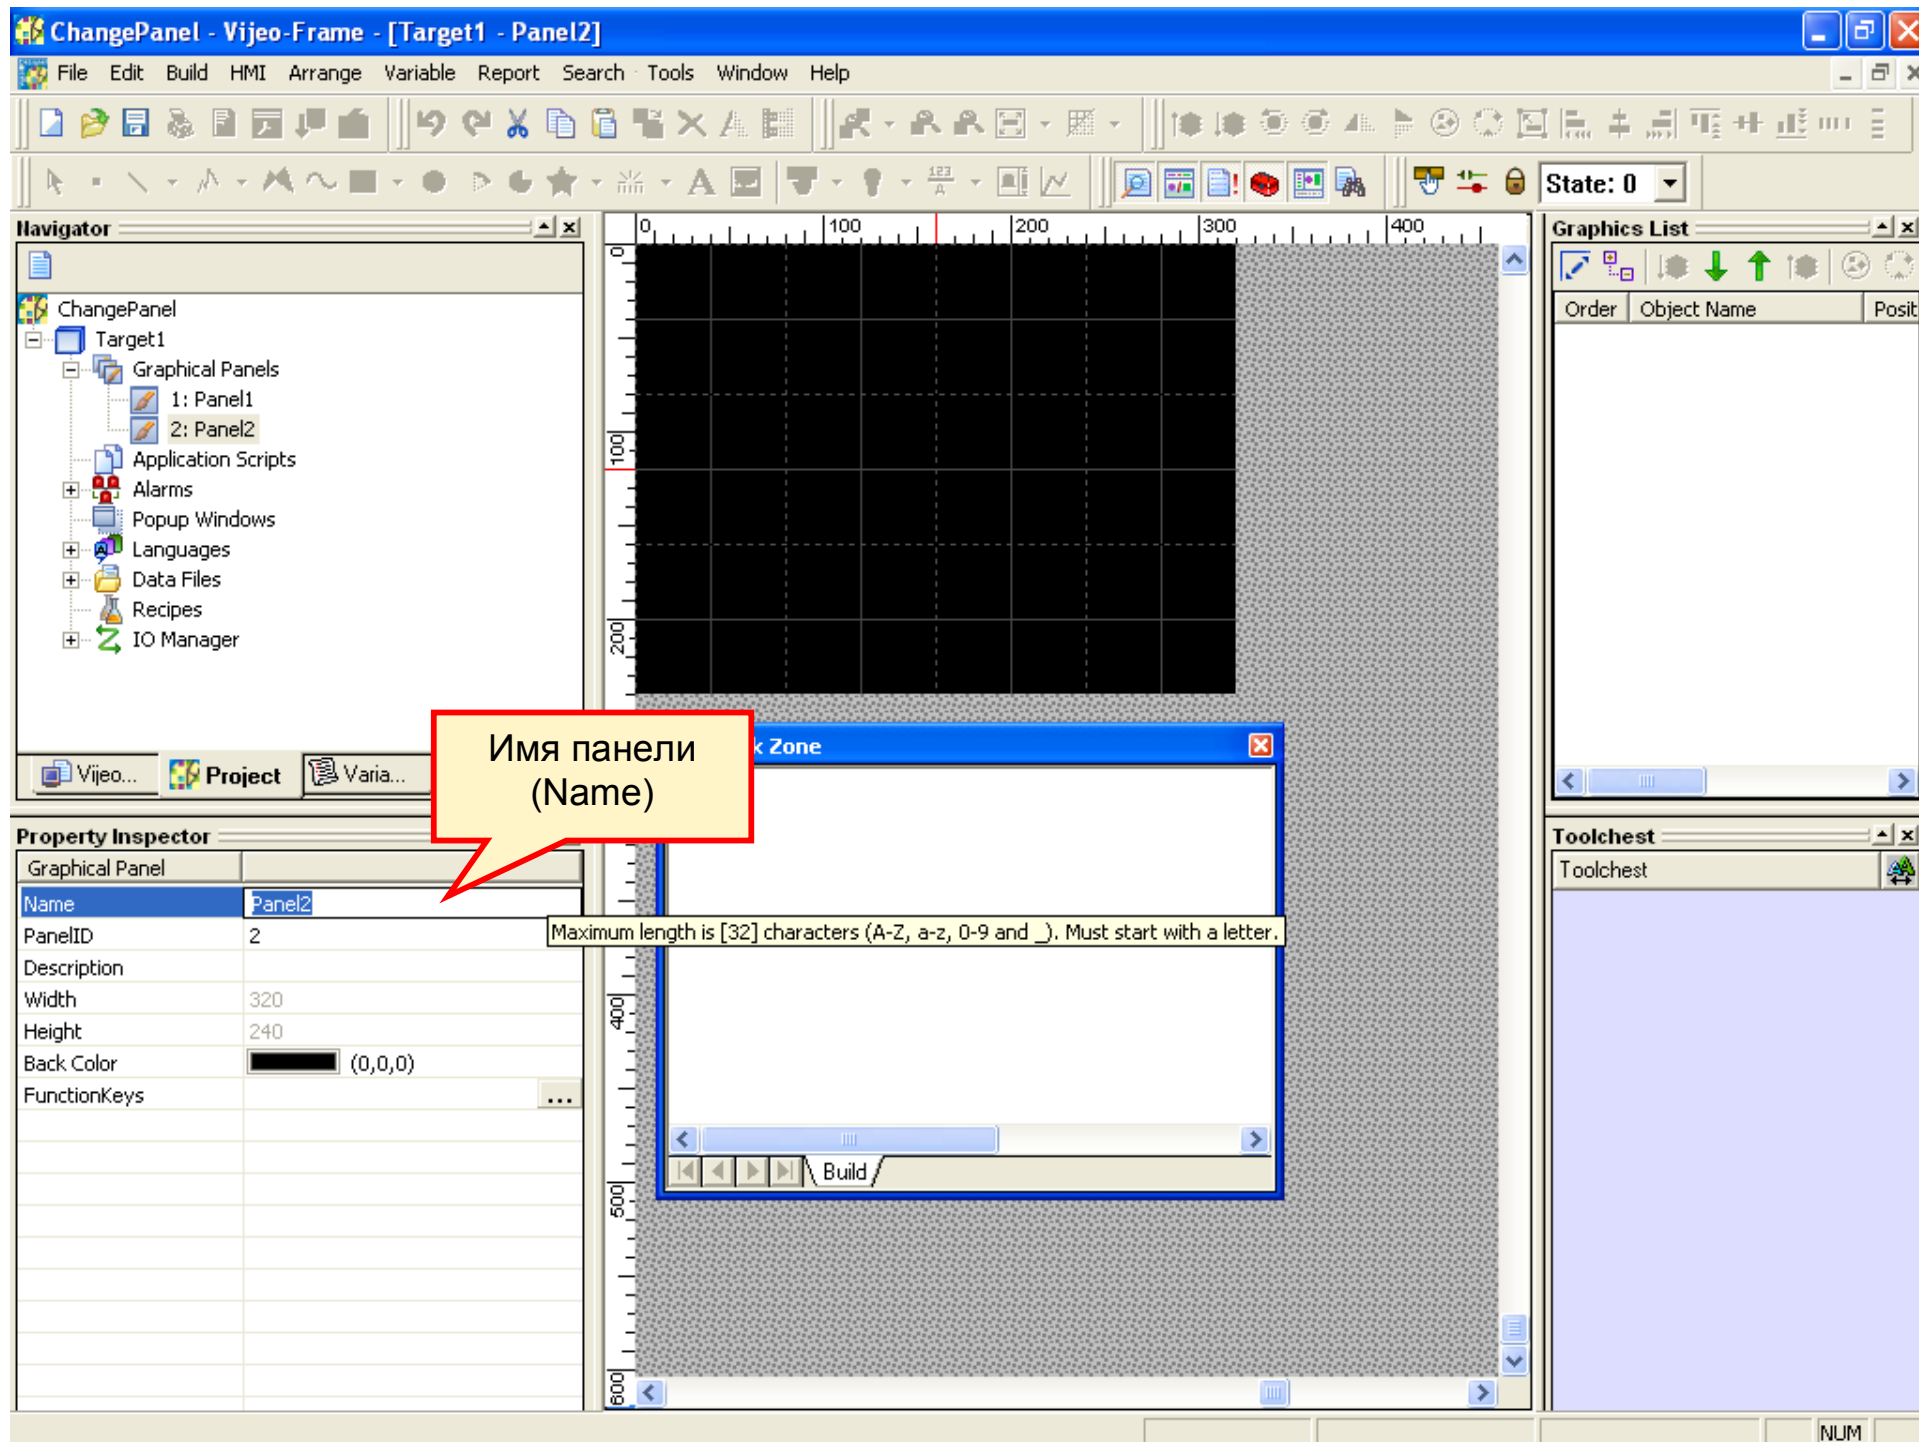 ChangePanel - Vijeo-Frame - [Target1 - Panel2]
File Edit Build HMI Arrange Variable Report Search Tools Window Help
State: 0
Navigator
ChangePanel
Target1
Graphical Panels
1: Panel1
2: Panel2
Application Scripts
Alarms
Popup Windows
Languages
Data Files
Recipes
IO Manager
Vijeo... Project Varia...
0 100 200 300 400
0
100
200
400
500
600
Graphics List
Order Object Name Posit
Имя панели
(Name)
k Zone
Build
Property Inspector
Graphical Panel
Name Panel2
Maximum length is [32] characters (A-Z, a-z, 0-9 and _). Must start with a letter.
PanelID 2
Description
Width 320
Height 240
Back Color (0,0,0)
FunctionKeys ...
Toolchest
Toolchest
NUM